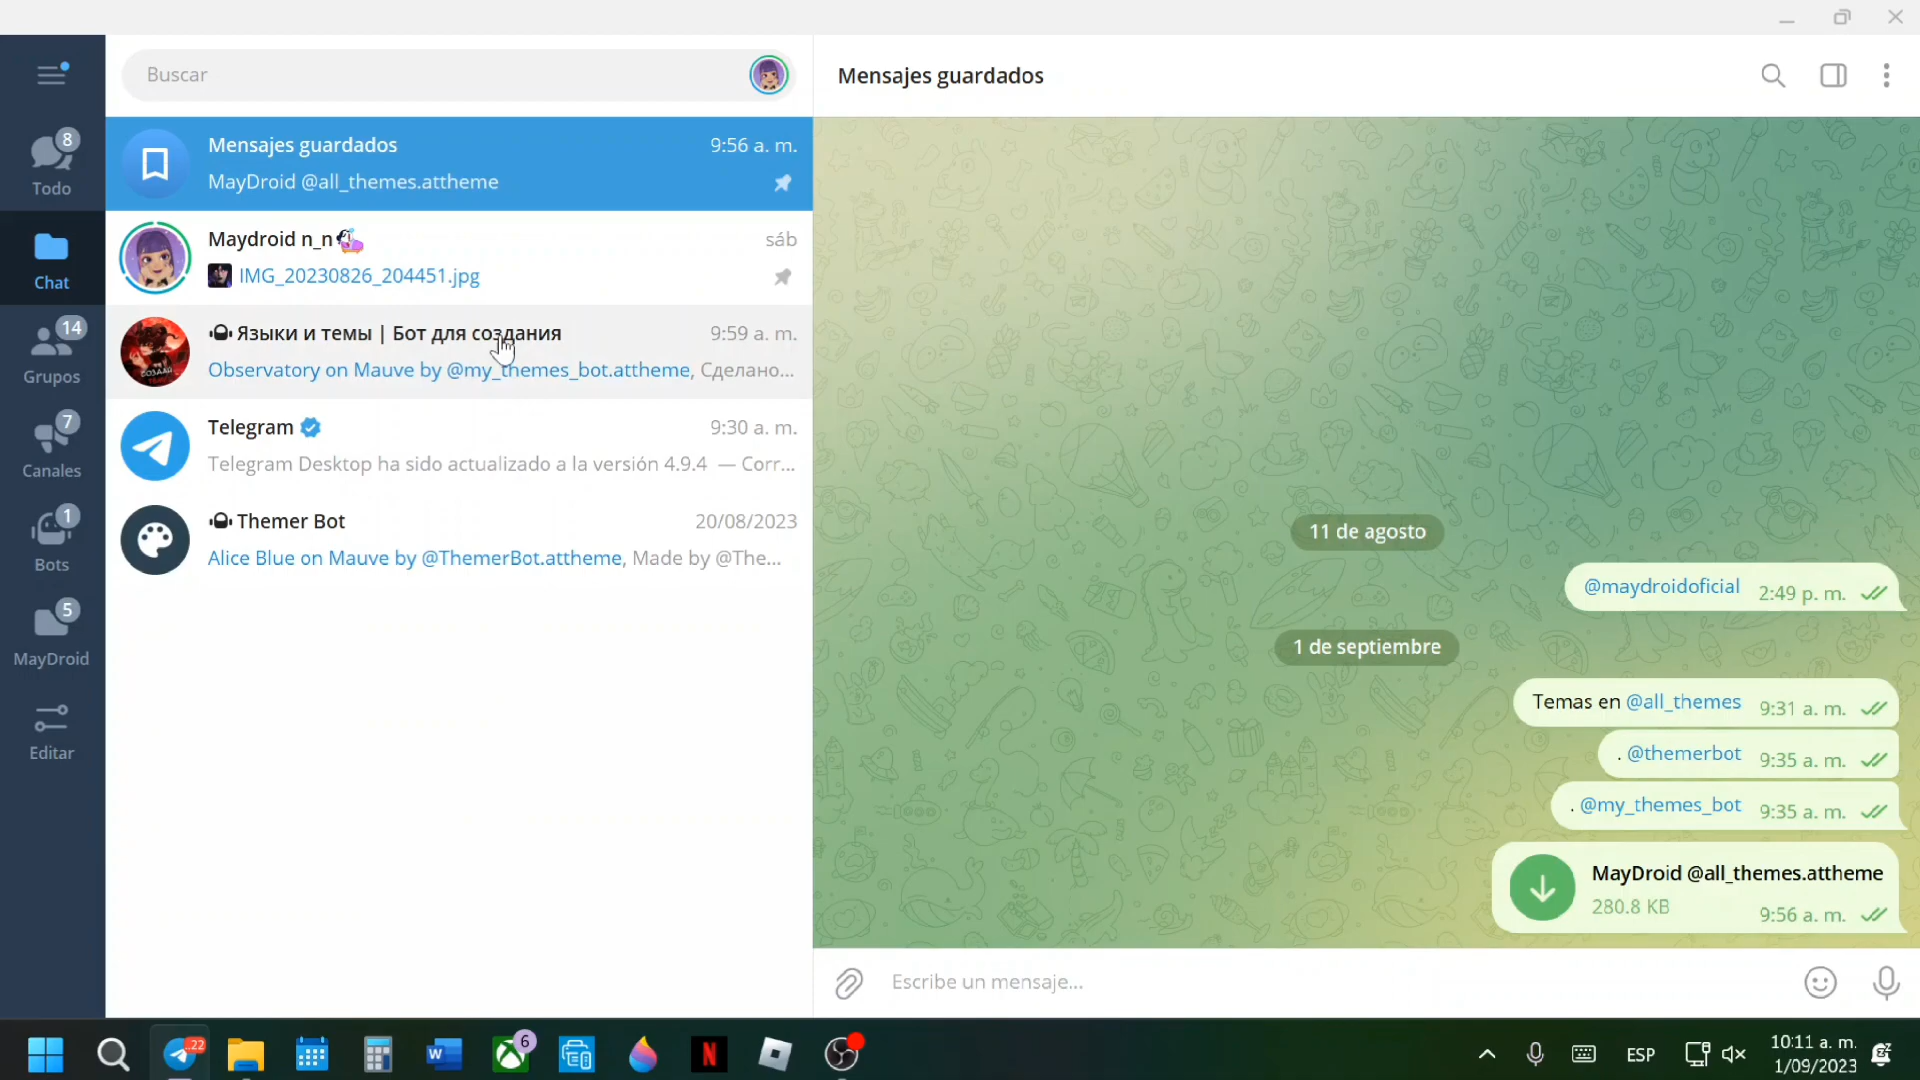 Buscar
8
Todo
Chat
14
Grupos
7
Canales
1
Bots
5
MayDroid
Editar
Mensajes guardados
9:56 a. m.
MayDroid @all_themes.attheme
Maydroid n_n
sáb
IMG_20230826_204451.jpg
Языки и темы | Бот для создания
9:59 a. m.
Observatory on Mauve by @my_themes_bot.attheme, Сделано...
Telegram
9:30 a. m.
Telegram Desktop ha sido actualizado a la versión 4.9.4 — Corr...
Themer Bot
20/08/2023
Alice Blue on Mauve by @ThemerBot.attheme, Made by @The...
Mensajes guardados
11 de agosto
@maydroidoficial 2:49 p. m.
1 de septiembre
Temas en @all_themes 9:31 a. m.
. @themerbot 9:35 a. m.
. @my_themes_bot 9:35 a. m.
MayDroid @all_themes.attheme
280.8 KB
9:56 a. m.
Escribe un mensaje...
..22
W
6
N
ESP
10:11 a. m.
1/09/2023